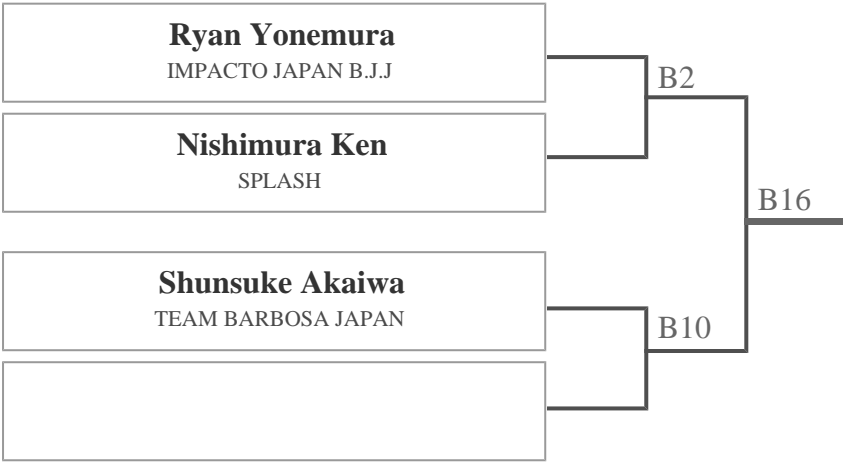 Ryan Yonemura
IMPACTO JAPAN B.J.J
B2
Nishimura Ken
SPLASH
B16
Shunsuke Akaiwa
TEAM BARBOSA JAPAN
B10